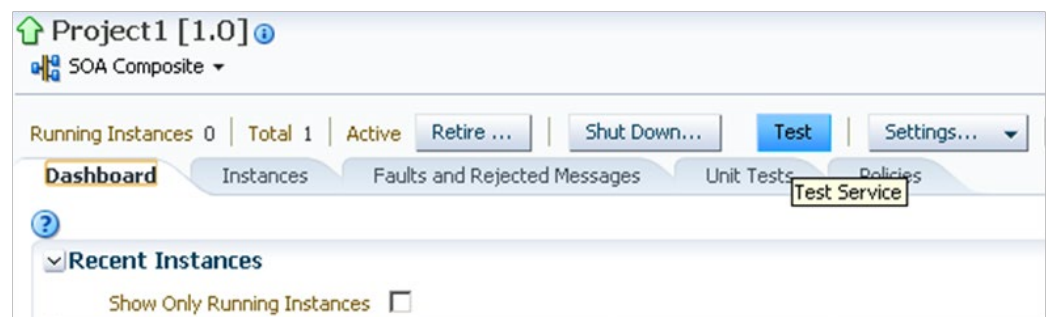 Project1 [1.0]
SOA Composite
Running Instances 0 | Total 1 | Active Retire ... | Shut Down... Test | Settings...
Dashboard Instances Faults and Rejected Messages Unit Tests Policies
Test Service
Recent Instances
Show Only Running Instances